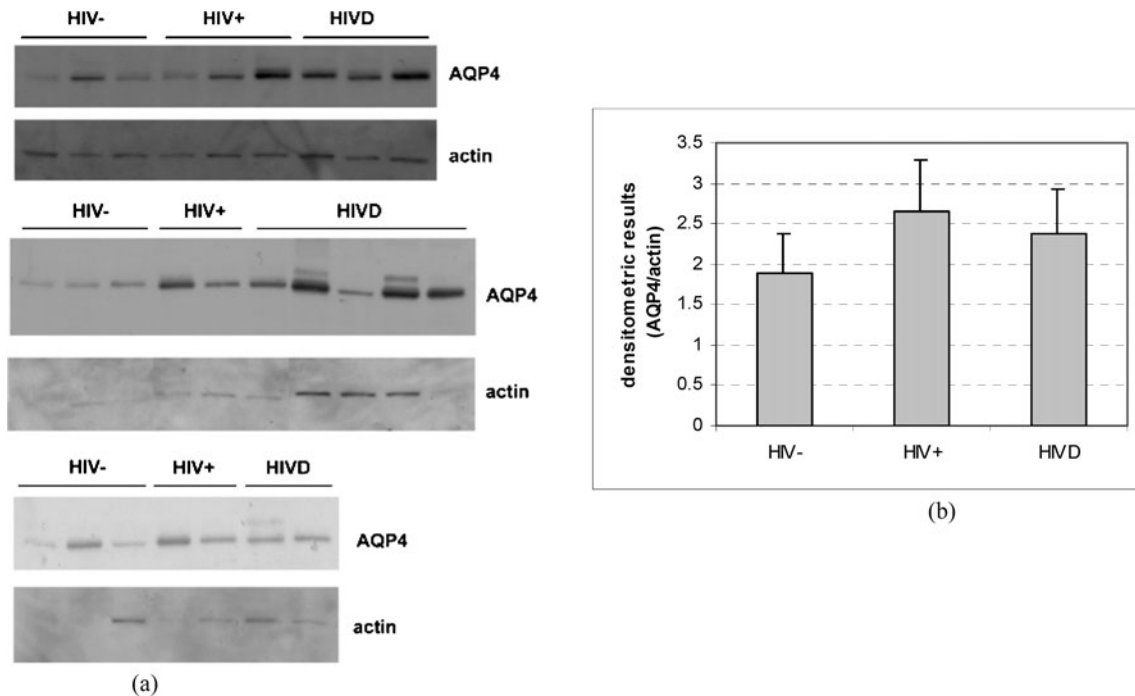 HIV- HIV+ HIVD
AQP4
actin
HIV- HIV+ HIVD
AQP4
actin
HIV- HIV+ HIVD
AQP4
actin
(a)
densitometric results
(AQP4/actin)
3.5
3
2.5
2
1.5
1
0.5
0
HIV- HIV+ HIVD
(b)